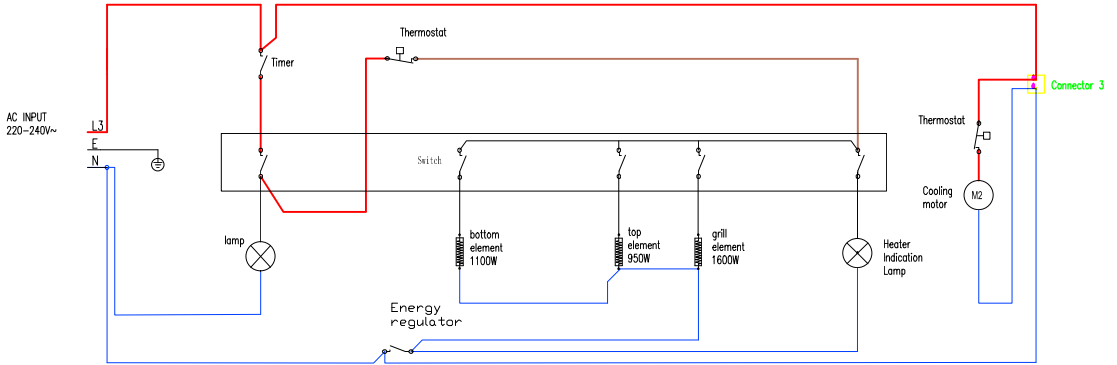 Thermostat
Timer
AC INPUT
220-240V~
L3
E
N
Connector 3
Thermostat
Switch
Cooling
motor
M2
lamp
bottom
element
1100W
top
element
950W
grill
element
1600W
Heater
Indication
Lamp
Energy
regulator